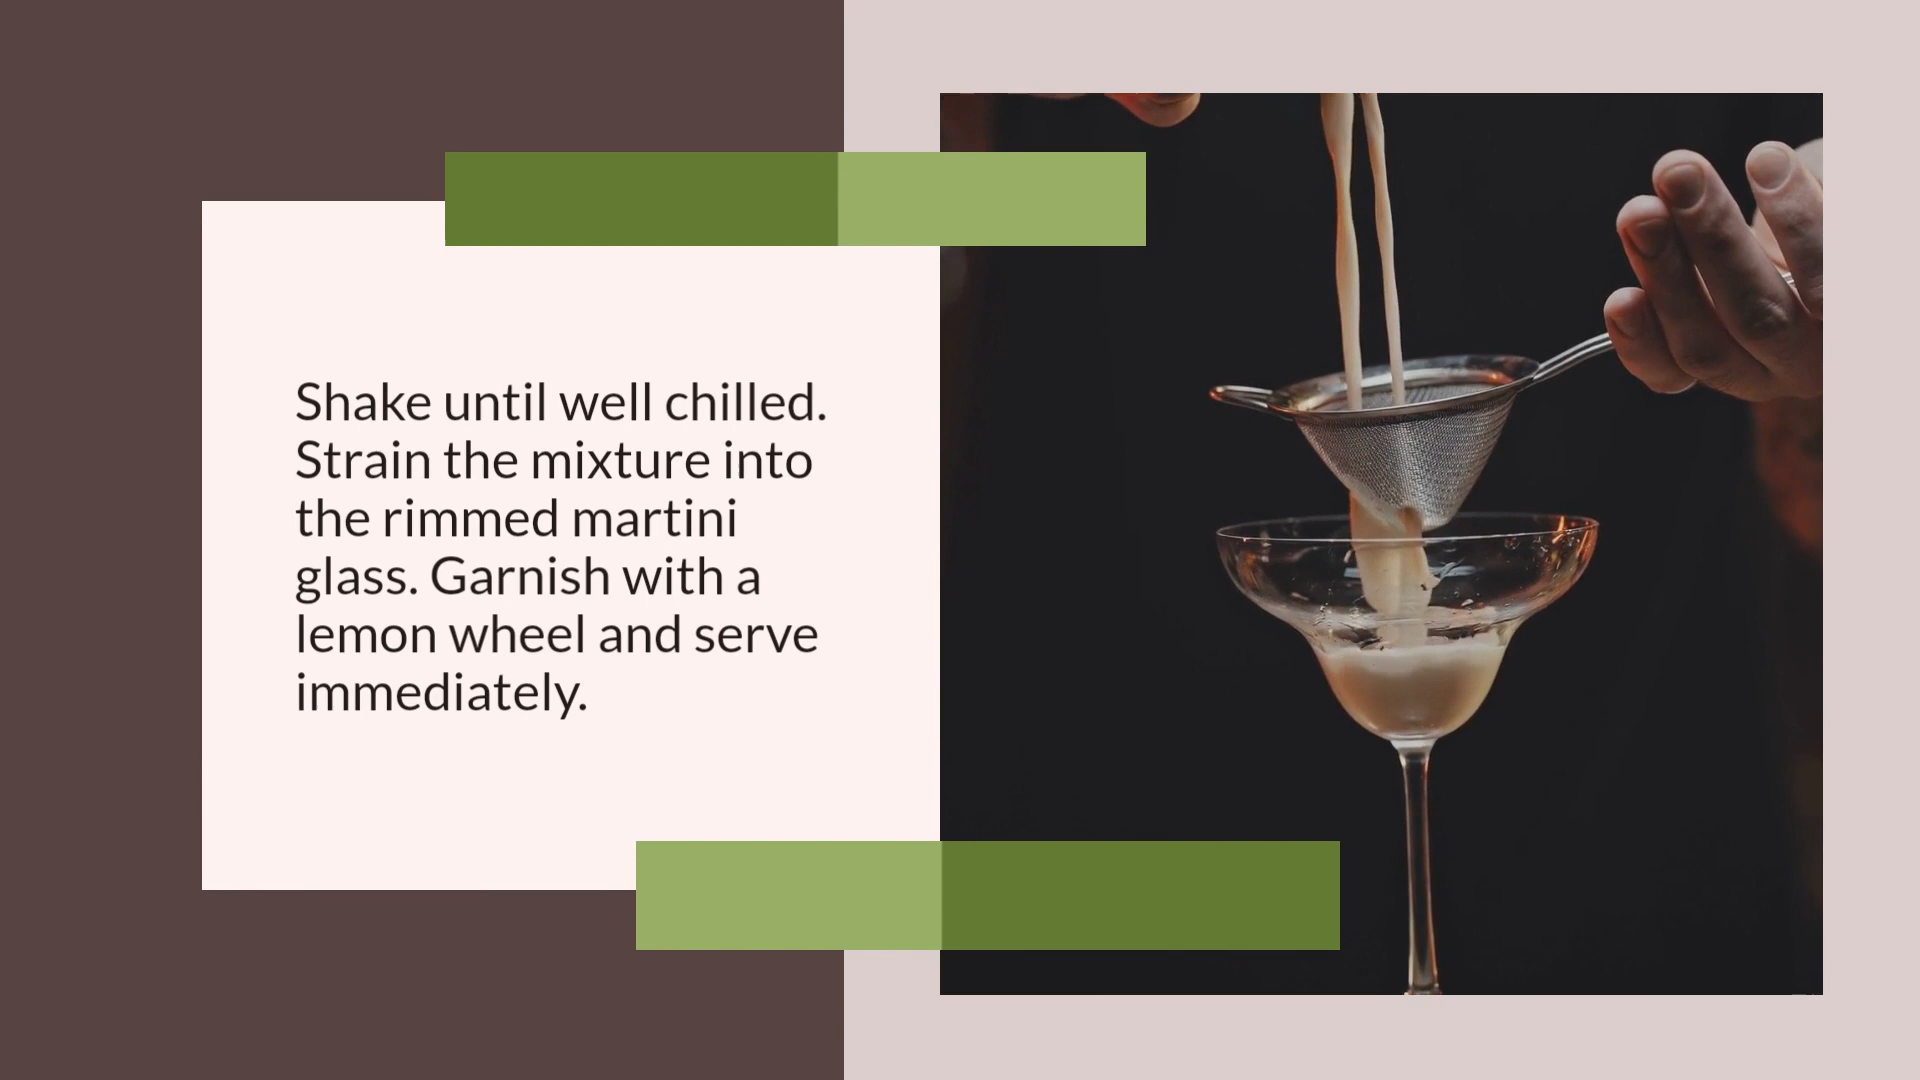 Shake until well chilled.
Strain the mixture into
the rimmed martini
glass. Garnish with a
lemon wheel and serve
immediately.